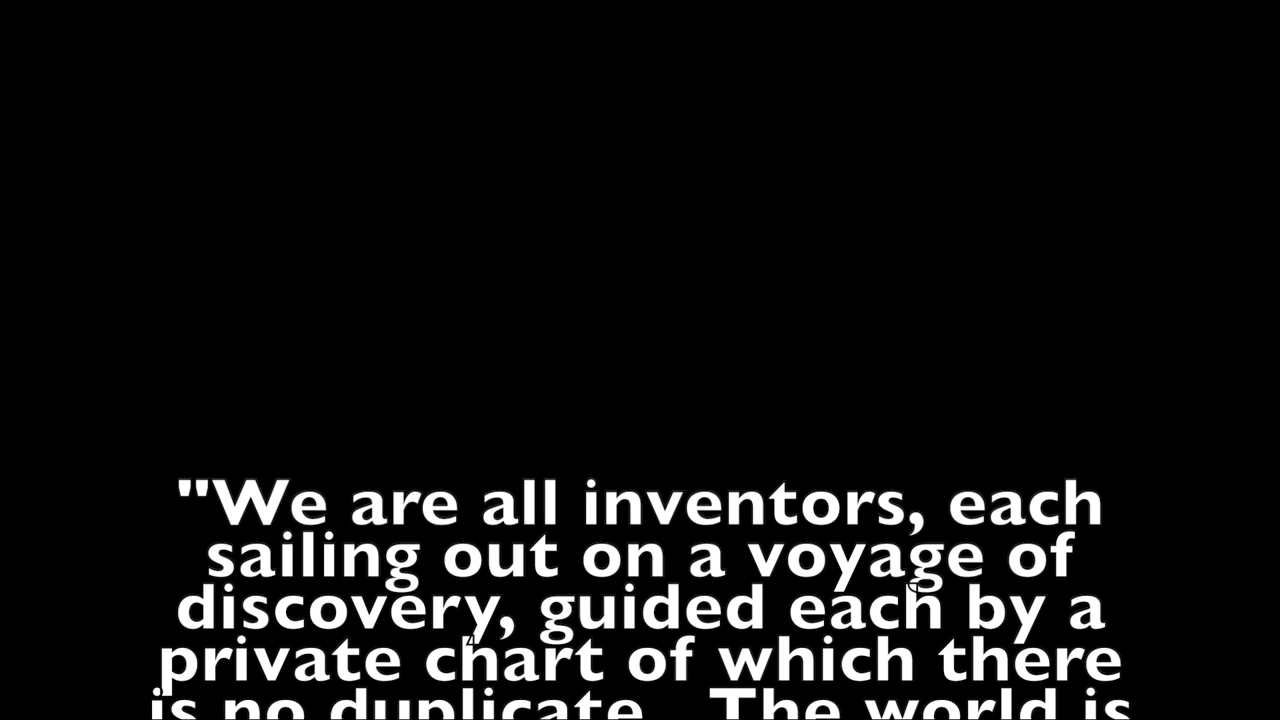 "We are all inventors, each
sailing out on a voyage of
discovery, guided each by a
private chart of which there
is no duplicate. The world is